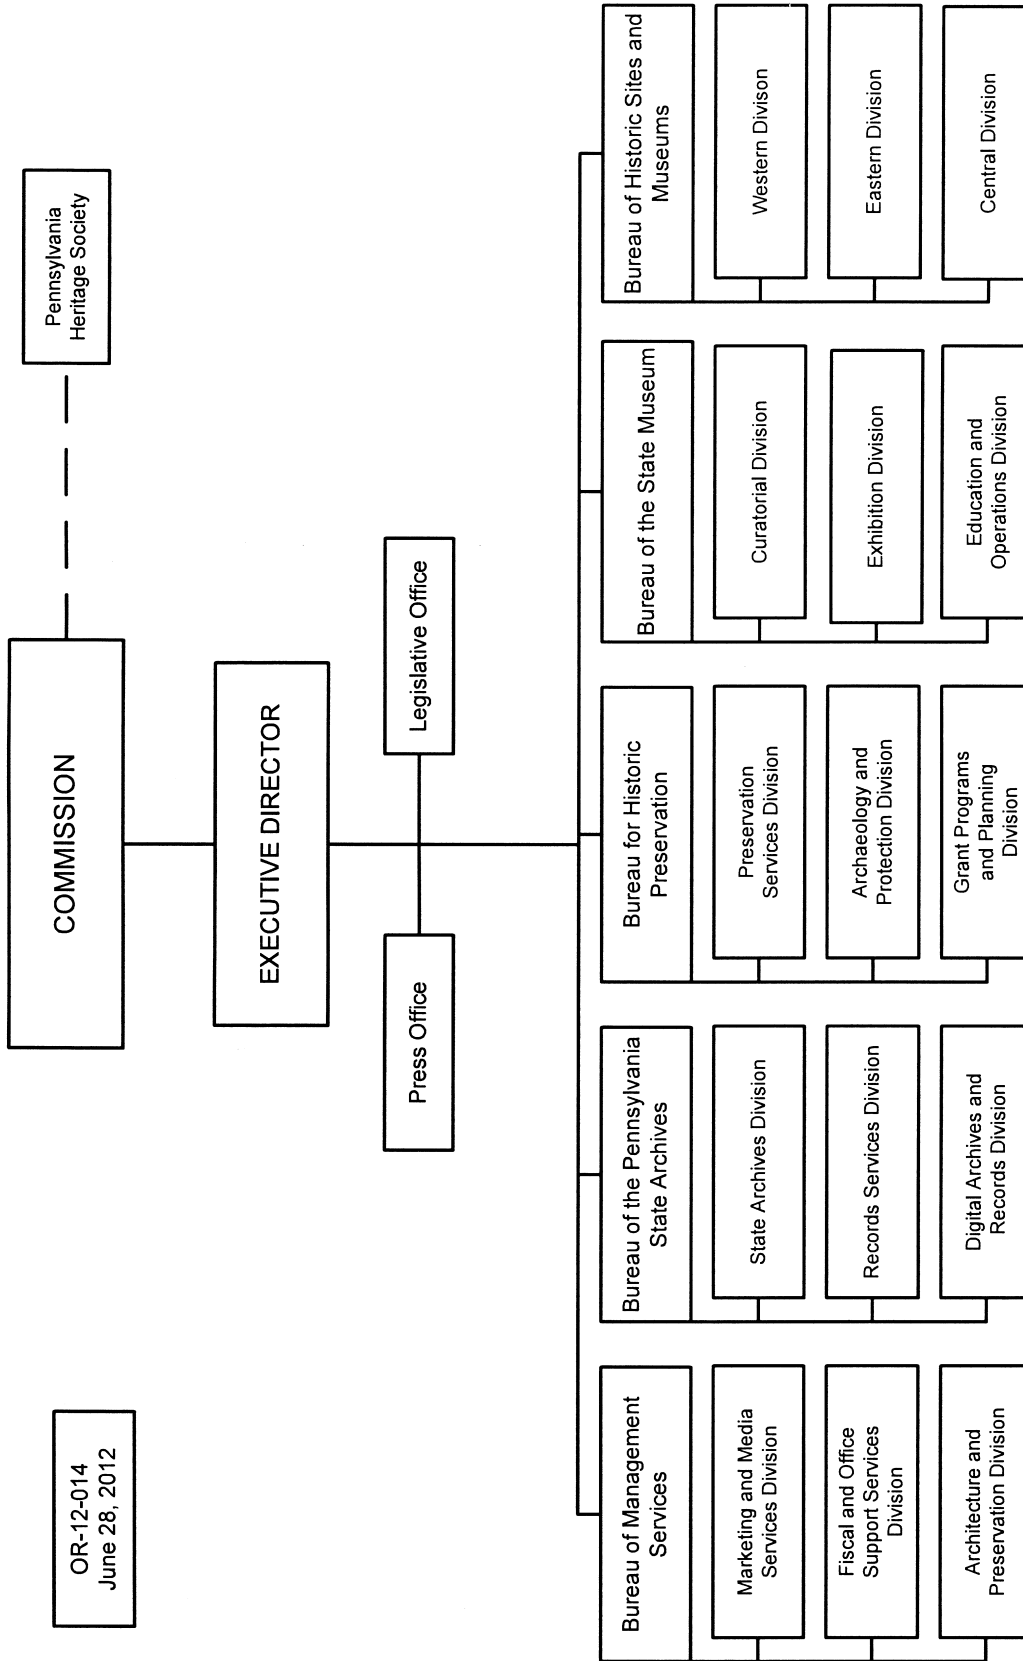 OR-12-014
June 28, 2012
COMMISSION
Pennsylvania
Heritage Society
EXECUTIVE DIRECTOR
Press Office
Legislative Office
Bureau of Management
Services
Marketing and Media
Services Division
Fiscal and Office
Support Services
Division
Architecture and
Preservation Division
Bureau of the Pennsylvania
State Archives
State Archives Division
Records Services Division
Digital Archives and
Records Division
Bureau for Historic
Preservation
Preservation
Services Division
Archaeology and
Protection Division
Grant Programs
and Planning
Division
Bureau of the State Museum
Curatorial Division
Exhibition Division
Education and
Operations Division
Bureau of Historic Sites and
Museums
Western Divison
Eastern Division
Central Division